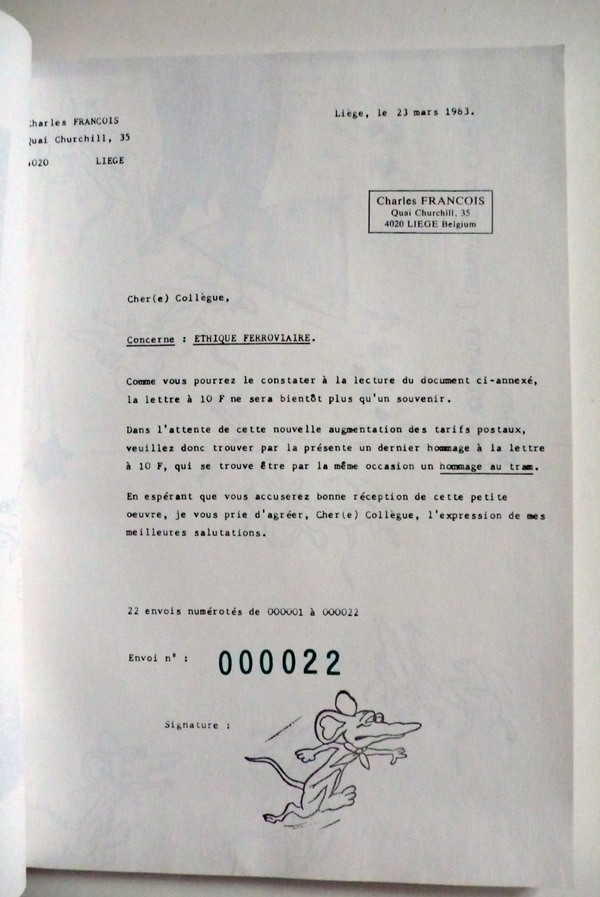 Charles FRANCOIS
Quai Churchill, 35
4020 LIEGE
Liège, le 23 mars 1983.
Charles FRANCOIS
Quai Churchill, 35
4020 LIEGE Belgium
Cher(e) Collègue,
Concerne : ETHIQUE FERROVIAIRE.
Comme vous pourrez le constater à la lecture du document ci-annexé,
la lettre à 10 F ne sera bientôt plus qu'un souvenir.
Dans l'attente de cette nouvelle augmentation des tarifs postaux,
veuillez donc trouver par la présente un dernier hommage à la lettre
à 10 F, qui se trouve être par la même occasion un hommage au tram.
En espérant que vous accuserez bonne réception de cette petite
oeuvre, je vous prie d'agréer, Cher(e) Collègue, l'expression de mes
meilleures salutations.
22 envois numérotés de 000001 à 000022
Envoi n° : 000022
Signature :